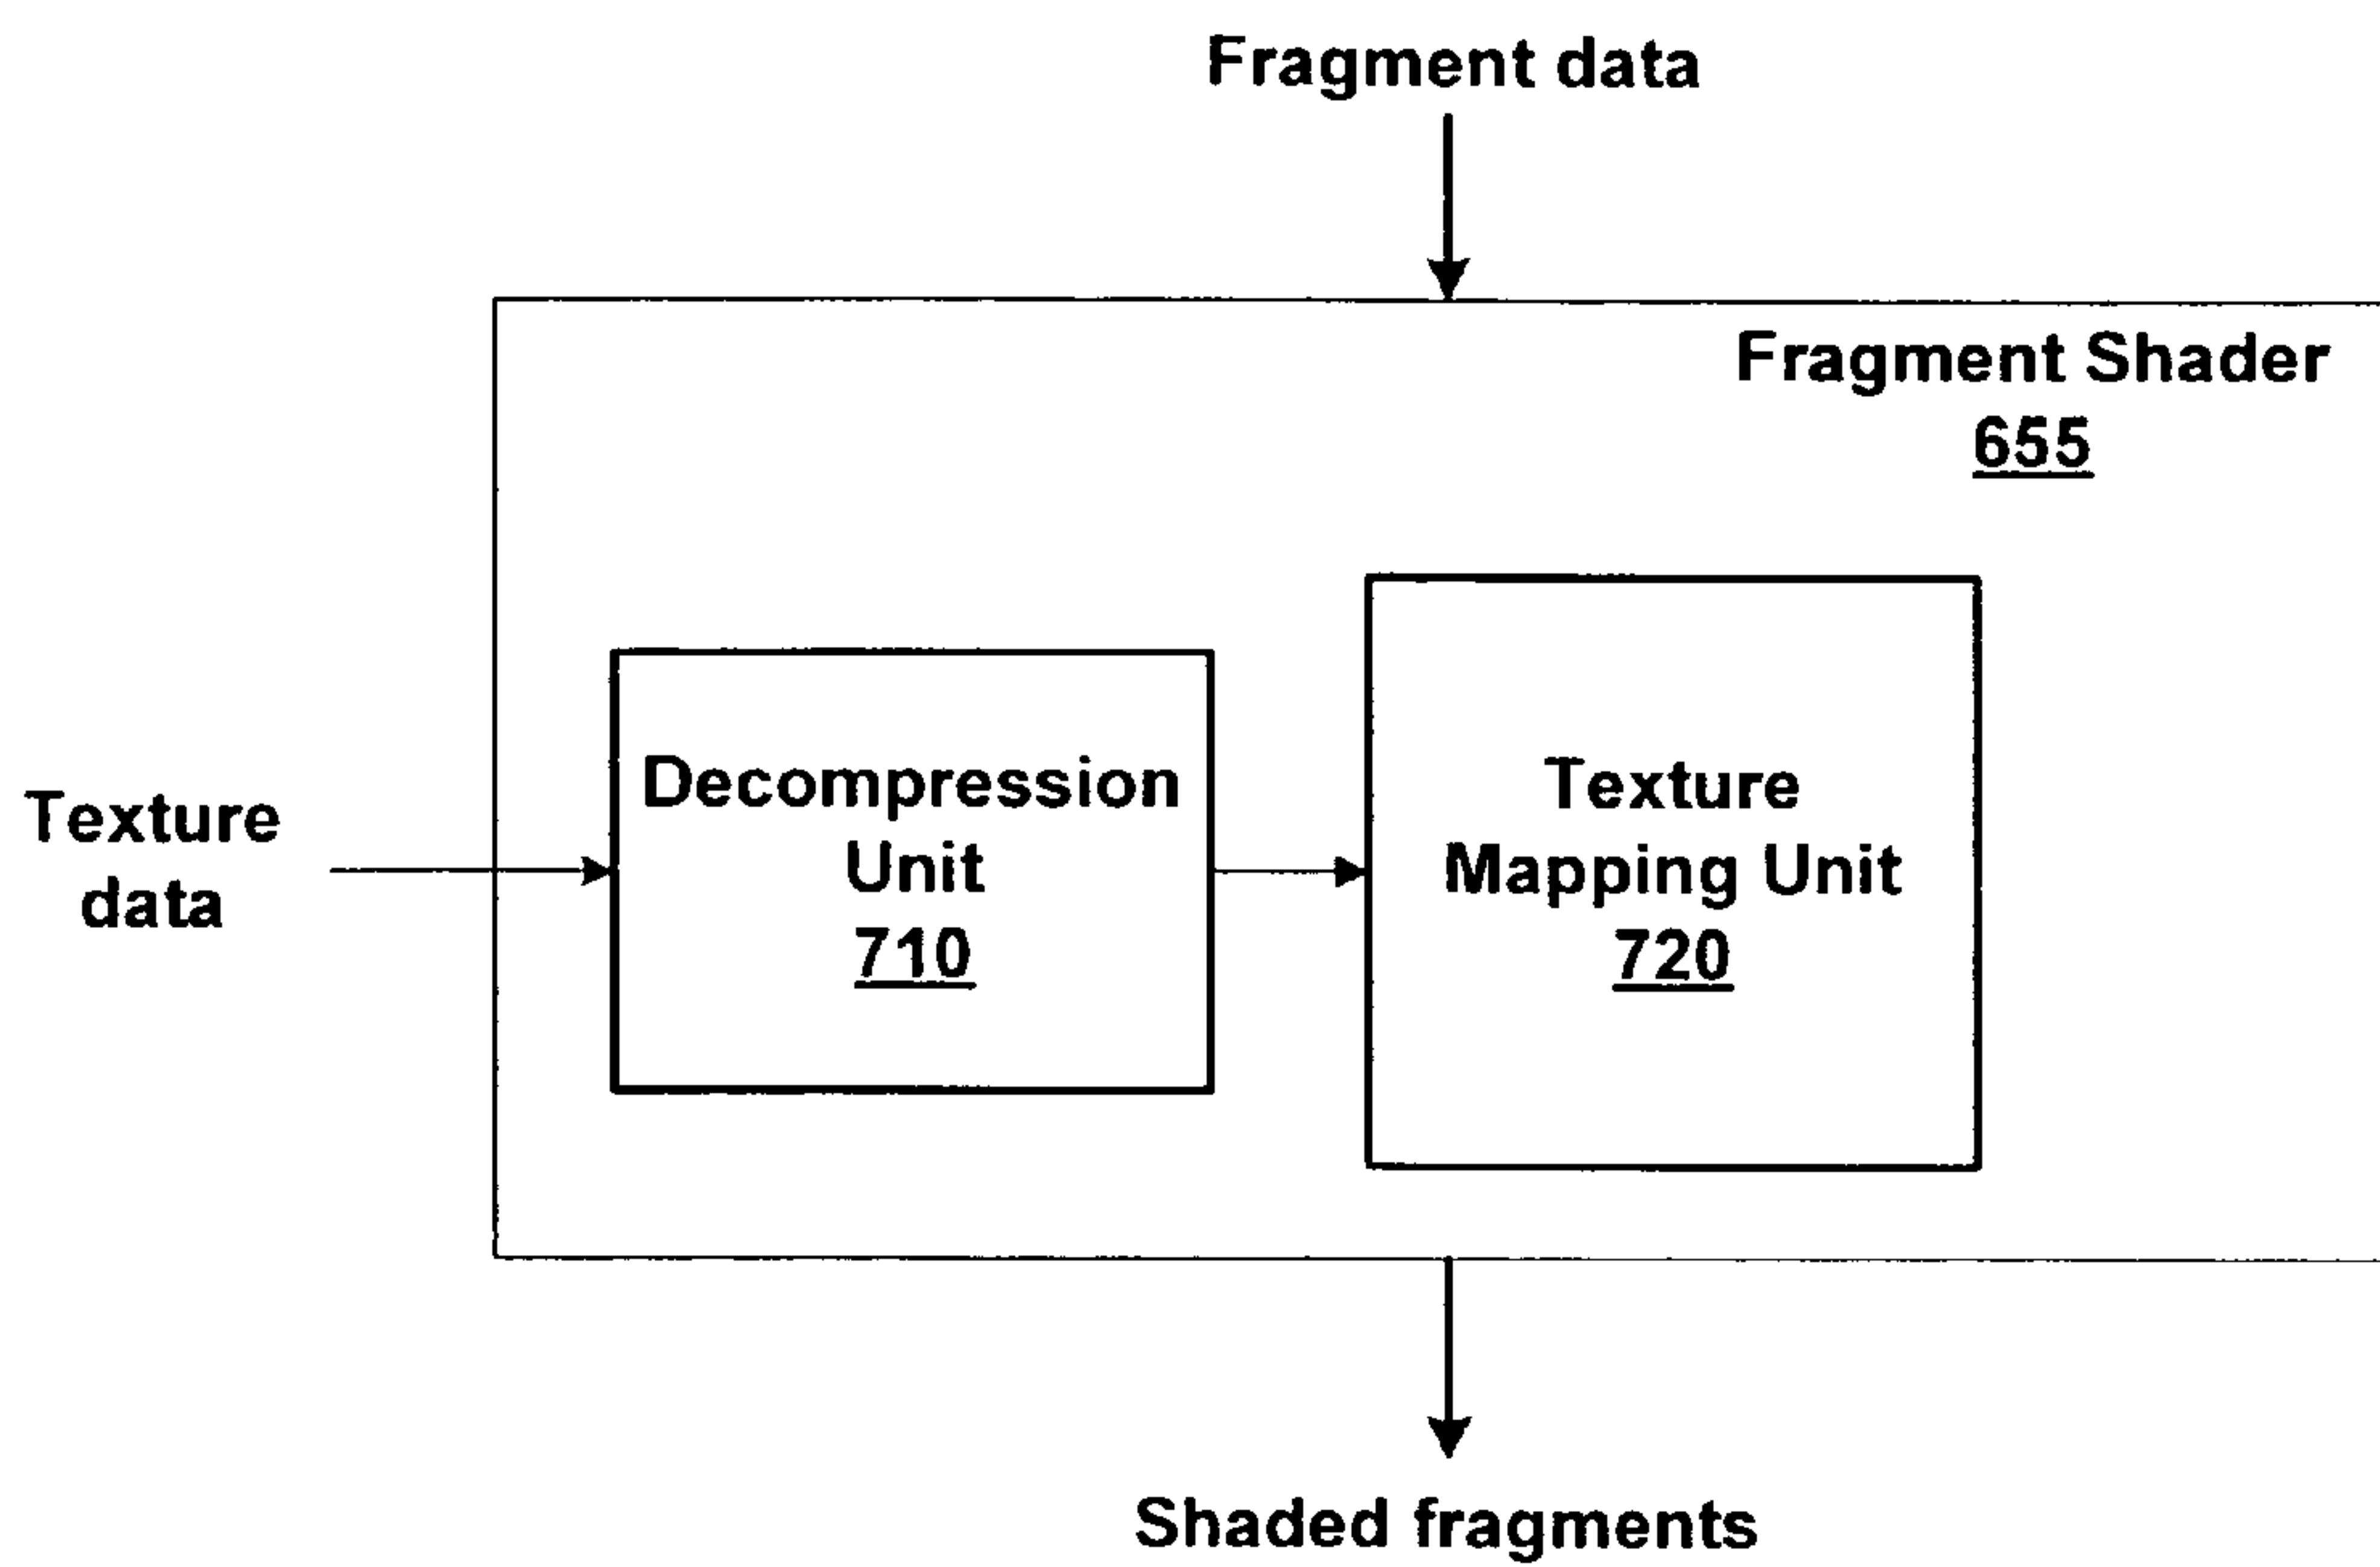 Fragment data
Fragment Shader
655
Texture
data
Decompression
Unit
710
Texture
Mapping Unit
720
Shaded fragments